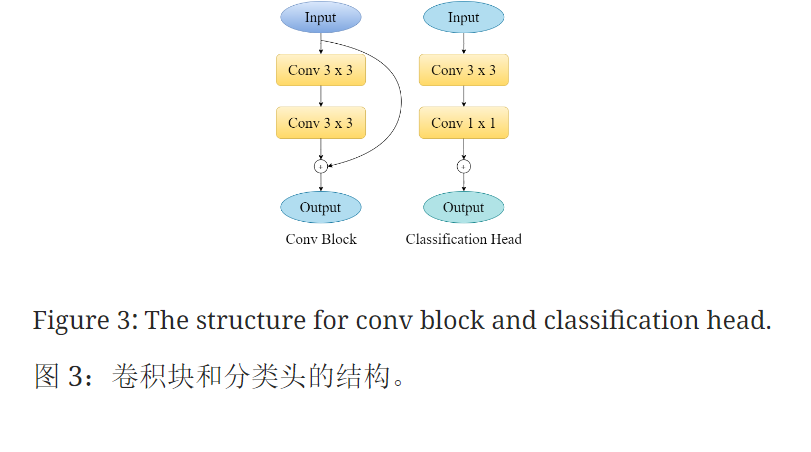 Input
Conv 3 x 3
Conv 3 x 3
+
Output
Conv Block
Input
Conv 3 x 3
Conv 1 x 1
+
Output
Classification Head
Figure 3: The structure for conv block and classification head.
图 3：卷积块和分类头的结构。